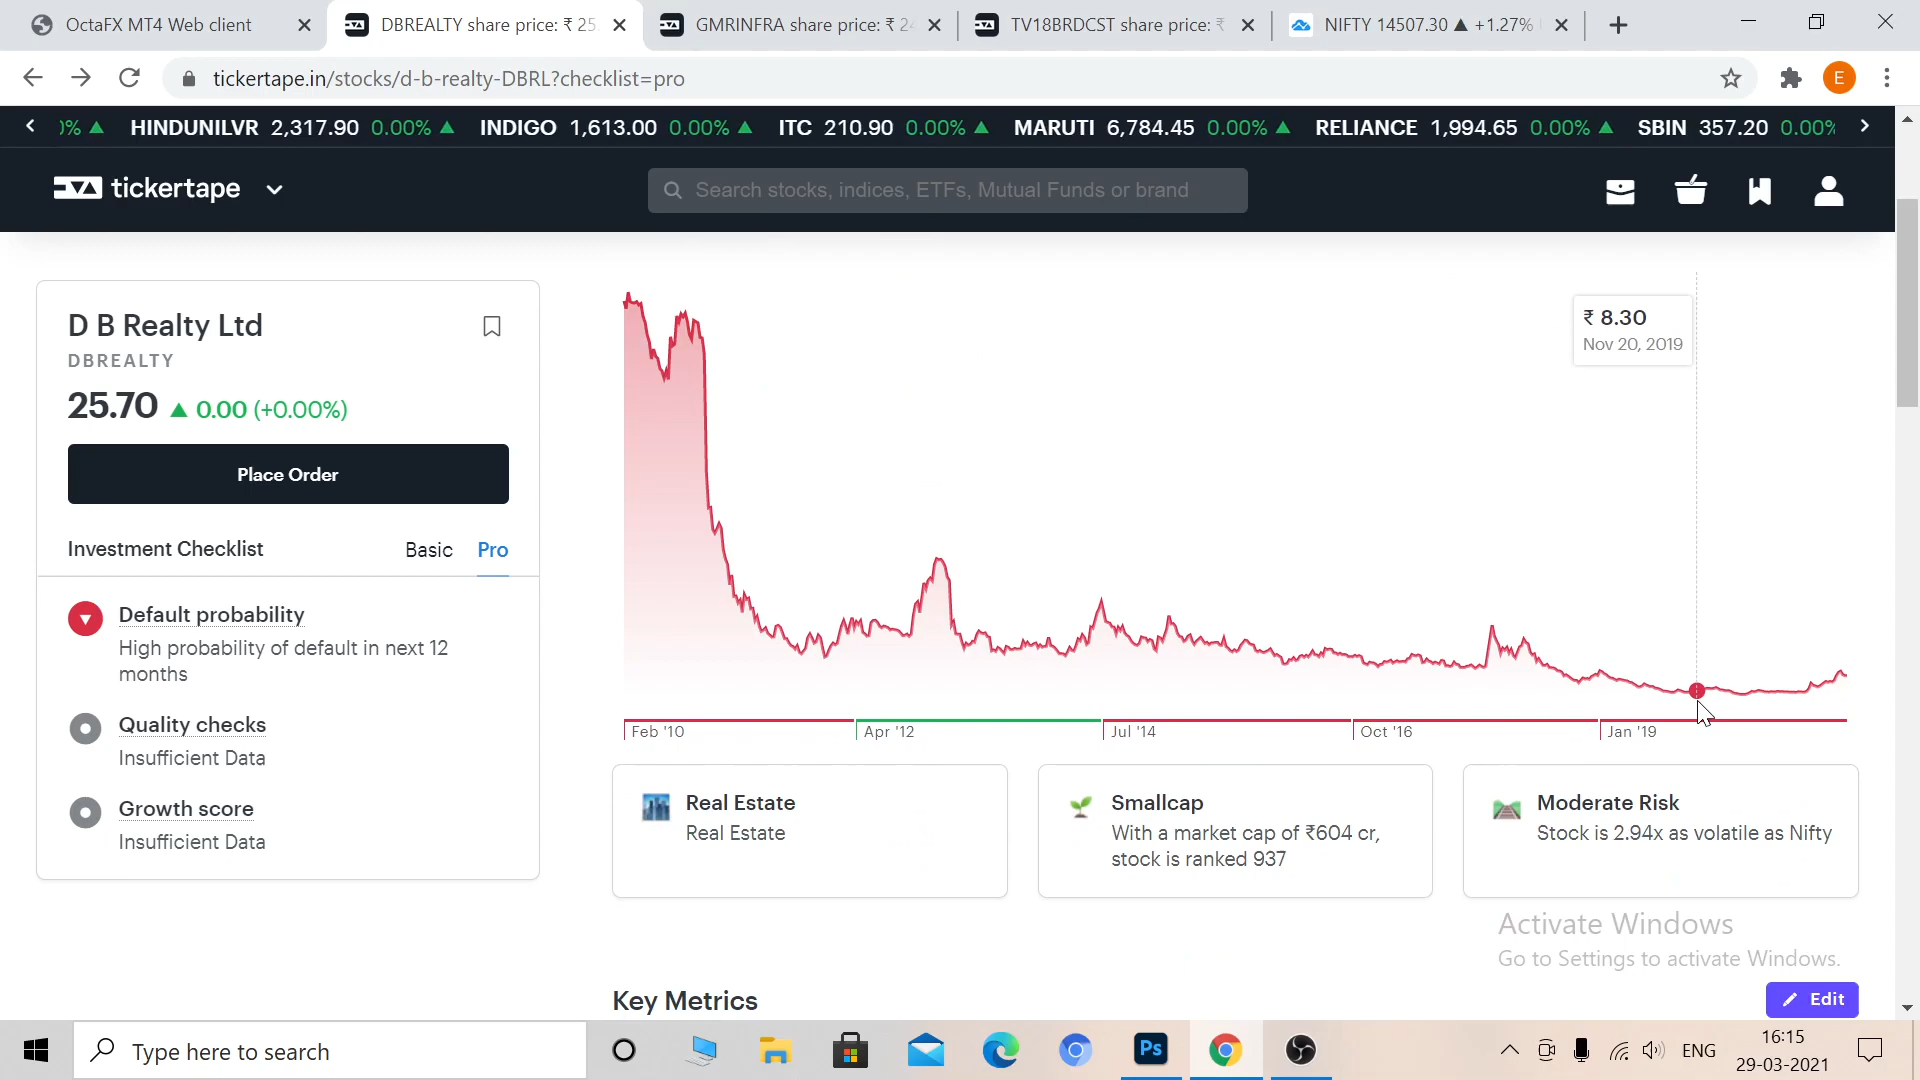 OctaFX MT4 Web client
DBREALTY share price: ₹ 25
GMRINFRA share price: ₹ 24
TV18BRDCST share price: ₹
NIFTY 14507.30 ▲ +1.27%
tickertape.in/stocks/d-b-realty-DBRL?checklist=pro
0% ▲ HINDUNILVR 2,317.90 0.00% ▲ INDIGO 1,613.00 0.00% ▲ ITC 210.90 0.00% ▲ MARUTI 6,784.45 0.00% ▲ RELIANCE 1,994.65 0.00% ▲ SBIN 357.20 0.00%
tickertape
Search stocks, indices, ETFs, Mutual Funds or brand
E
D B Realty Ltd
DBREALTY
25.70 ▲ 0.00 (+0.00%)
Place Order
Investment Checklist Basic Pro
Default probability
High probability of default in next 12
months
Quality checks
Insufficient Data
Growth score
Insufficient Data
₹ 8.30
Nov 20, 2019
Feb '10 Apr '12 Jul '14 Oct '16 Jan '19
Real Estate
Real Estate
Smallcap
With a market cap of ₹604 cr,
stock is ranked 937
Moderate Risk
Stock is 2.94x as volatile as Nifty
Activate Windows
Go to Settings to activate Windows.
Key Metrics
Edit
Type here to search
Ps
ENG
16:15
29-03-2021